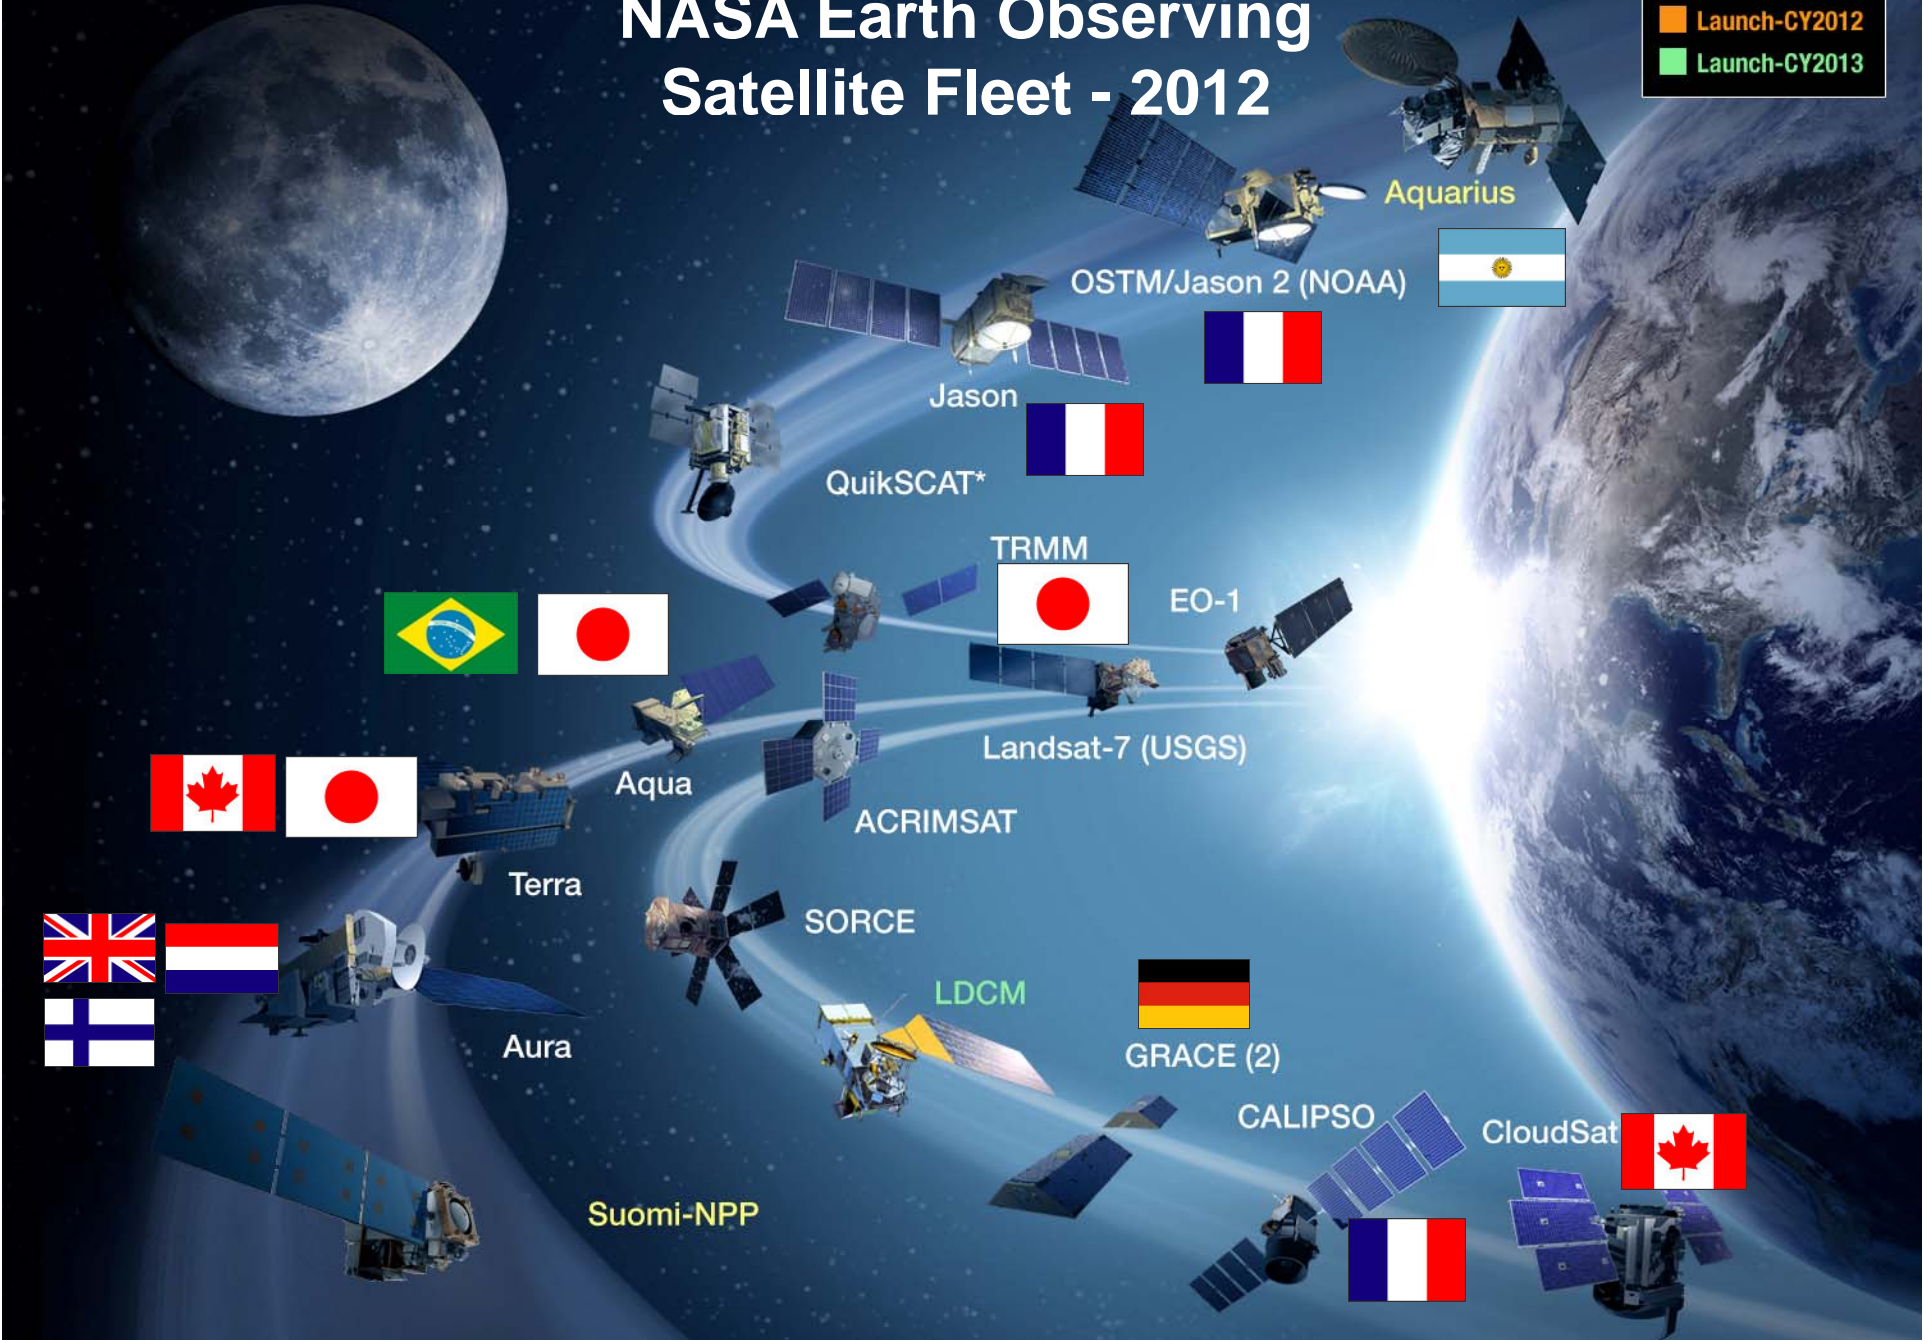 NASA Earth Observing
Satellite Fleet - 2012
Launch-CY2012
Launch-CY2013
Aquarius
OSTM/Jason 2 (NOAA)
Jason
QuikSCAT*
TRMM
EO-1
Landsat-7 (USGS)
Aqua
ACRIMSAT
Terra
SORCE
LDCM
Aura
GRACE (2)
CALIPSO
CloudSat
Suomi-NPP